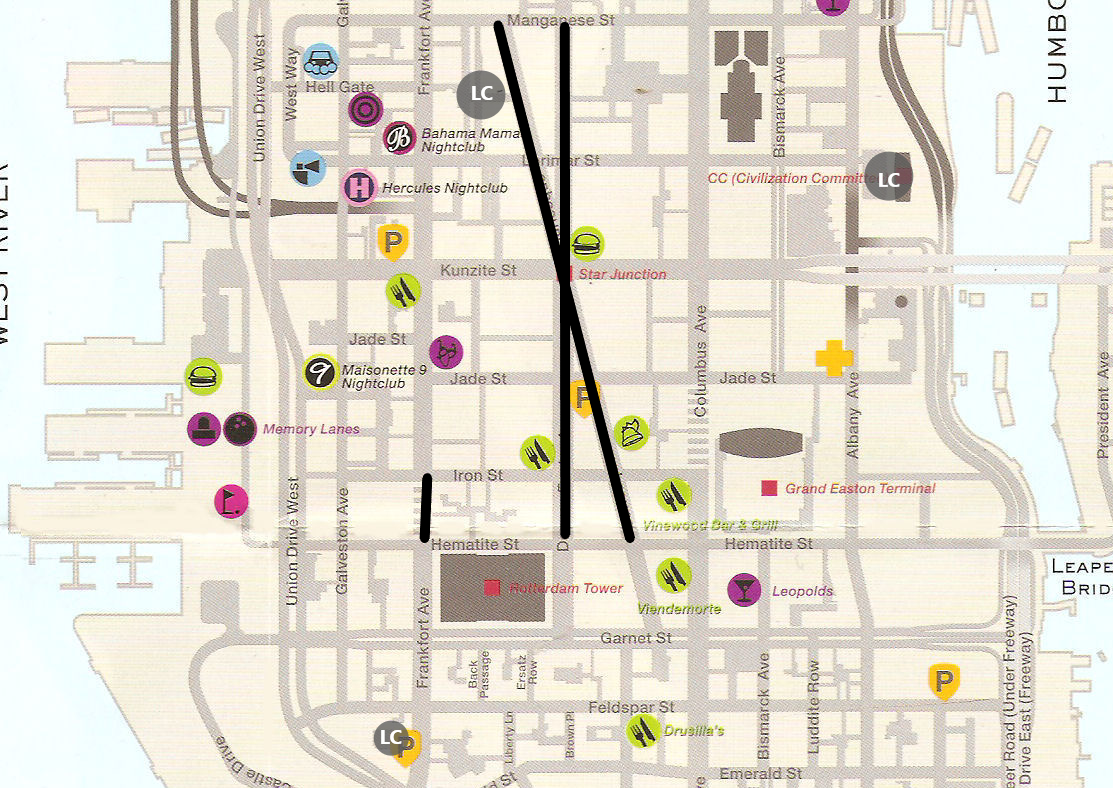 Manganese St
Frankfort Ave
HUMBO
Union Drive West
West Way
Hell Gate
LC
Bismarck Ave
B
Bahama Mama
Nightclub
Lorimar St
CC (Civilization Committe
LC
H
Hercules Nightclub
WEST RIVER
P
Kunzite St
Star Junction
Jade St
Columbus Ave
9
Maisonette 9
Nightclub
Jade St
Jade St
P
Albany Ave
President Ave
Memory Lanes
Iron St
Grand Easton Terminal
Union Drive West
Galveston Ave
Vinewood Bar & Grill
Hematite St
D
Hematite St
LEAPE
BRID
Rotterdam Tower
Leopolds
Viendemorte
Frankfort Ave
Garnet St
Back
Passage
Ersatz
Row
Bismarck Ave
Luddite Row
P
eer Road (Under Freeway)
Drive East (Freeway)
Feldspar St
Liberty Ln
Brown Pl
Drusilla's
LC
P
Castle Drive
St
Emerald St